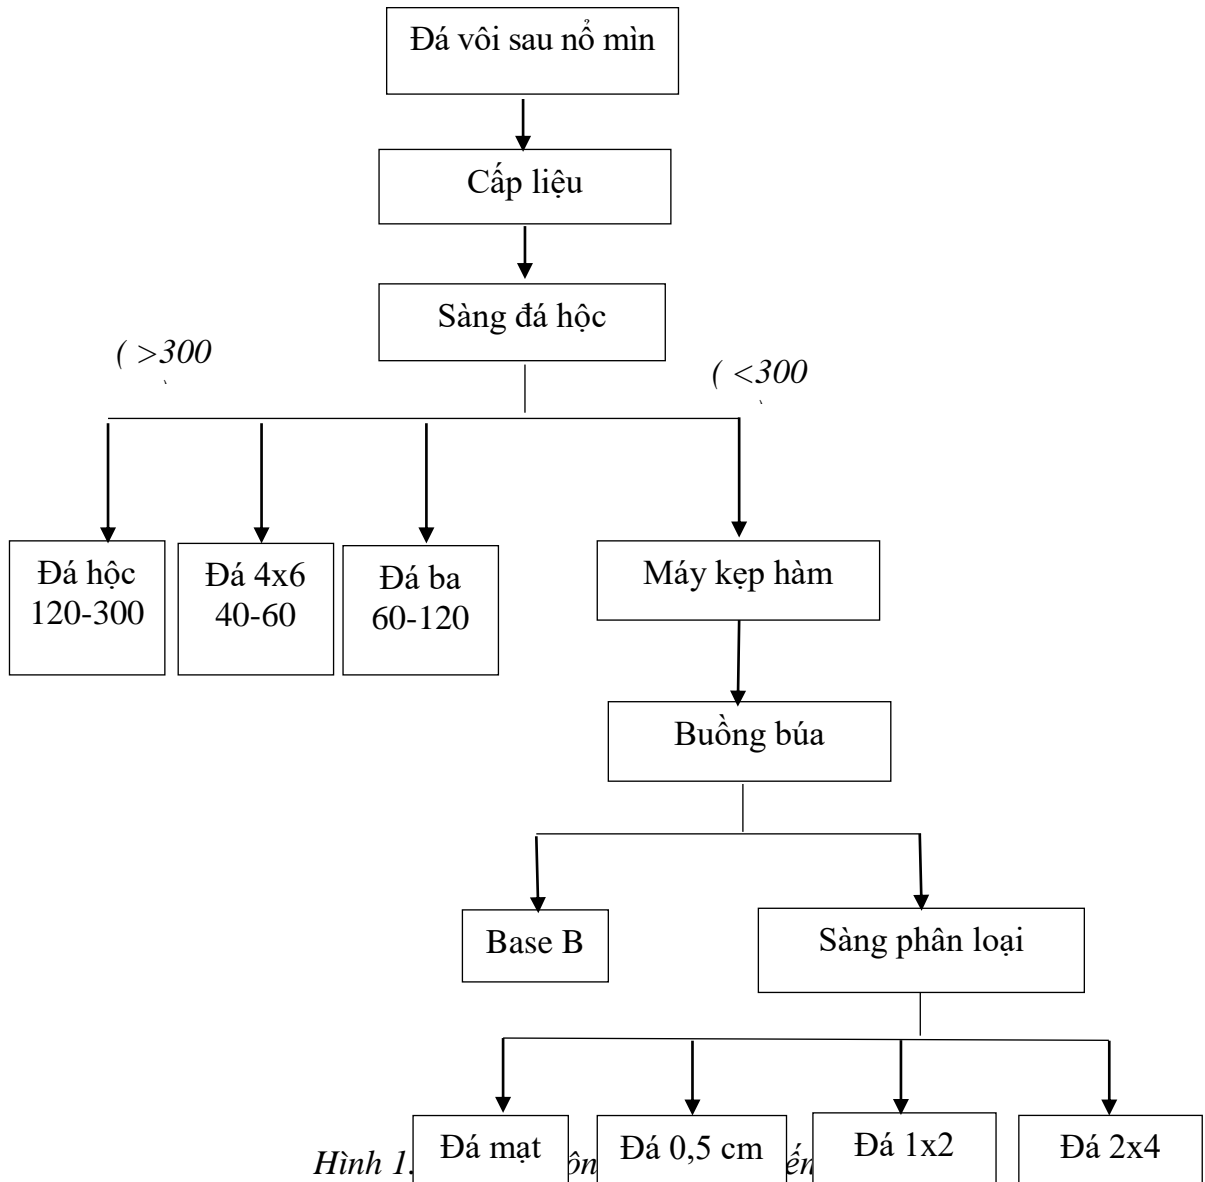 Đá vôi sau nổ mìn
Cấp liệu
Sàng đá hộc
( >300
( <300
Đá hộc
120-300
Đá 4x6
40-60
Đá ba
60-120
Máy kẹp hàm
Buồng búa
Base B
Sàng phân loại
Đá mạt
Đá 0,5 cm
Đá 1x2
Đá 2x4
Hình 1.